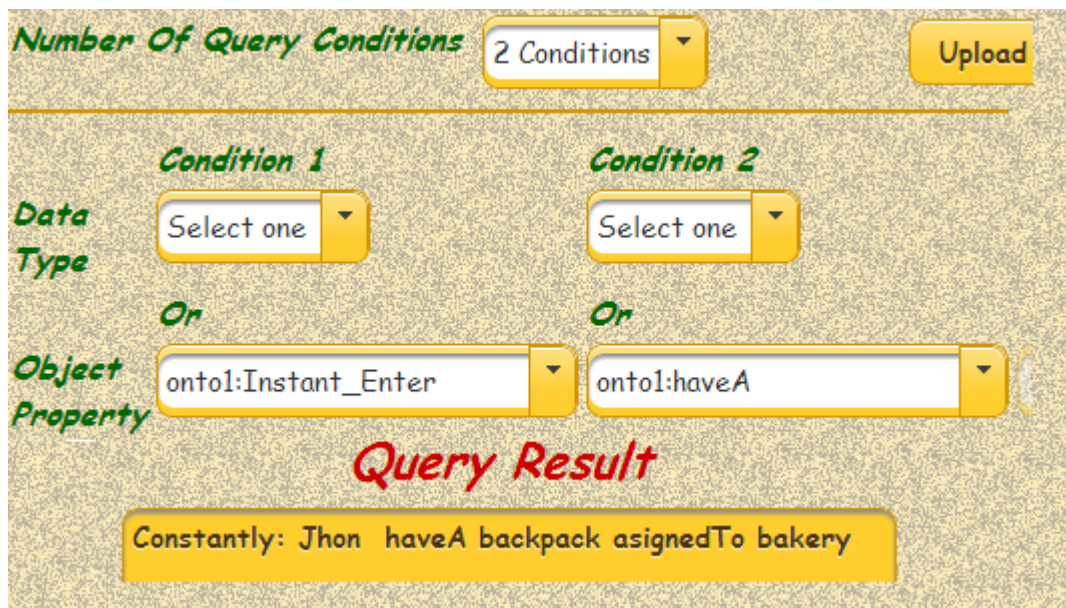 Number Of Query Conditions 2 Conditions Upload
Condition 1 Condition 2
Data Type Select one Select one
Or Or
Object Property onto1:Instant_Enter onto1:haveA
Query Result
Constantly: Jhon haveA backpack asignedTo bakery